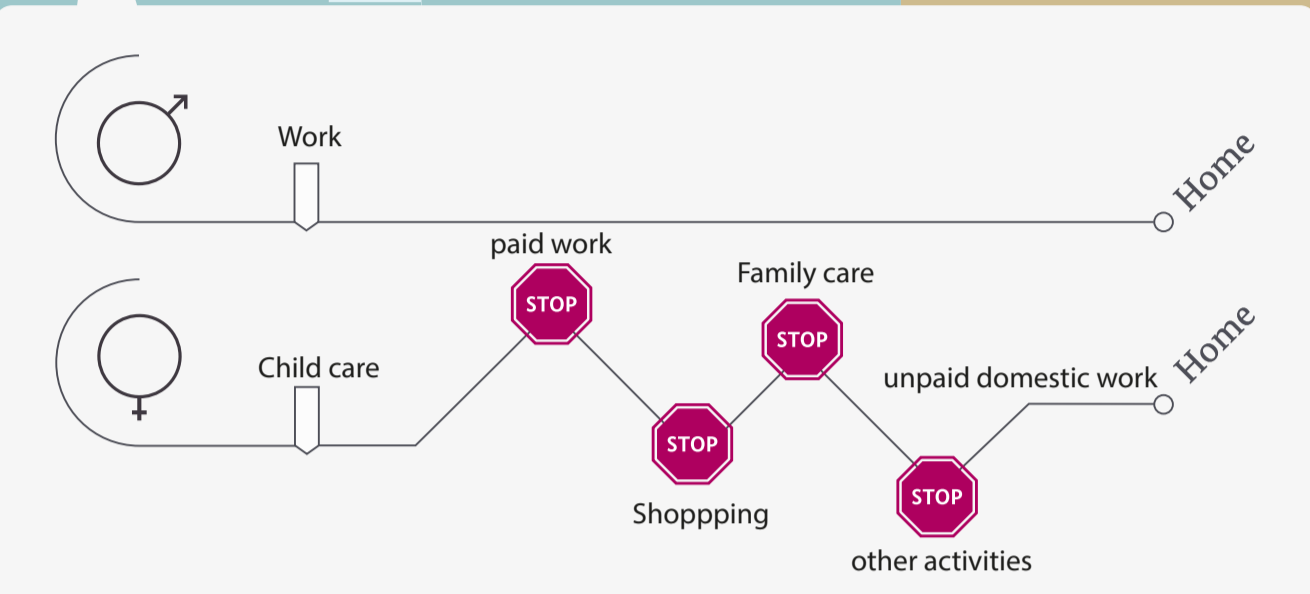 Work
Home
paid work
STOP
Family care
STOP
Child care
unpaid domestic work
Home
STOP
Shoppping
STOP
other activities